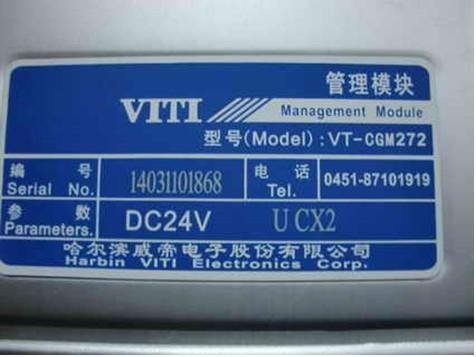 管理模块
VITI Management Module
型号(Model): VT-CGM272
编 号 电 话
Serial No. 14031101868 Tel. 0451-87101919
参 数
Parameters. DC24V U CX2
哈尔滨威帝电子股份有限公司
Harbin VITI Electronics Corp.